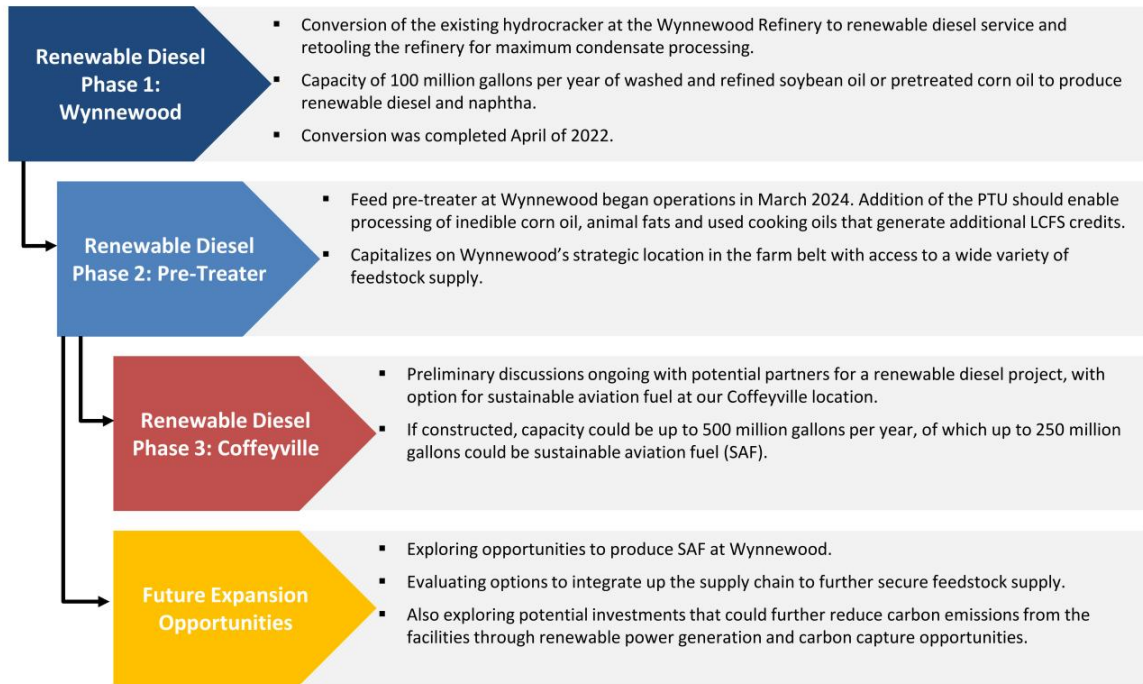 Renewable Diesel
Phase 1:
Wynnewood
▪ Conversion of the existing hydrocracker at the Wynnewood Refinery to renewable diesel service and
retooling the refinery for maximum condensate processing.
▪ Capacity of 100 million gallons per year of washed and refined soybean oil or pretreated corn oil to produce
renewable diesel and naphtha.
▪ Conversion was completed April of 2022.
Renewable Diesel
Phase 2: Pre-Treater
▪ Feed pre-treater at Wynnewood began operations in March 2024. Addition of the PTU should enable
processing of inedible corn oil, animal fats and used cooking oils that generate additional LCFS credits.
▪ Capitalizes on Wynnewood’s strategic location in the farm belt with access to a wide variety of
feedstock supply.
Renewable Diesel
Phase 3: Coffeyville
▪ Preliminary discussions ongoing with potential partners for a renewable diesel project, with
option for sustainable aviation fuel at our Coffeyville location.
▪ If constructed, capacity could be up to 500 million gallons per year, of which up to 250 million
gallons could be sustainable aviation fuel (SAF).
Future Expansion
Opportunities
▪ Exploring opportunities to produce SAF at Wynnewood.
▪ Evaluating options to integrate up the supply chain to further secure feedstock supply.
▪ Also exploring potential investments that could further reduce carbon emissions from the
facilities through renewable power generation and carbon capture opportunities.